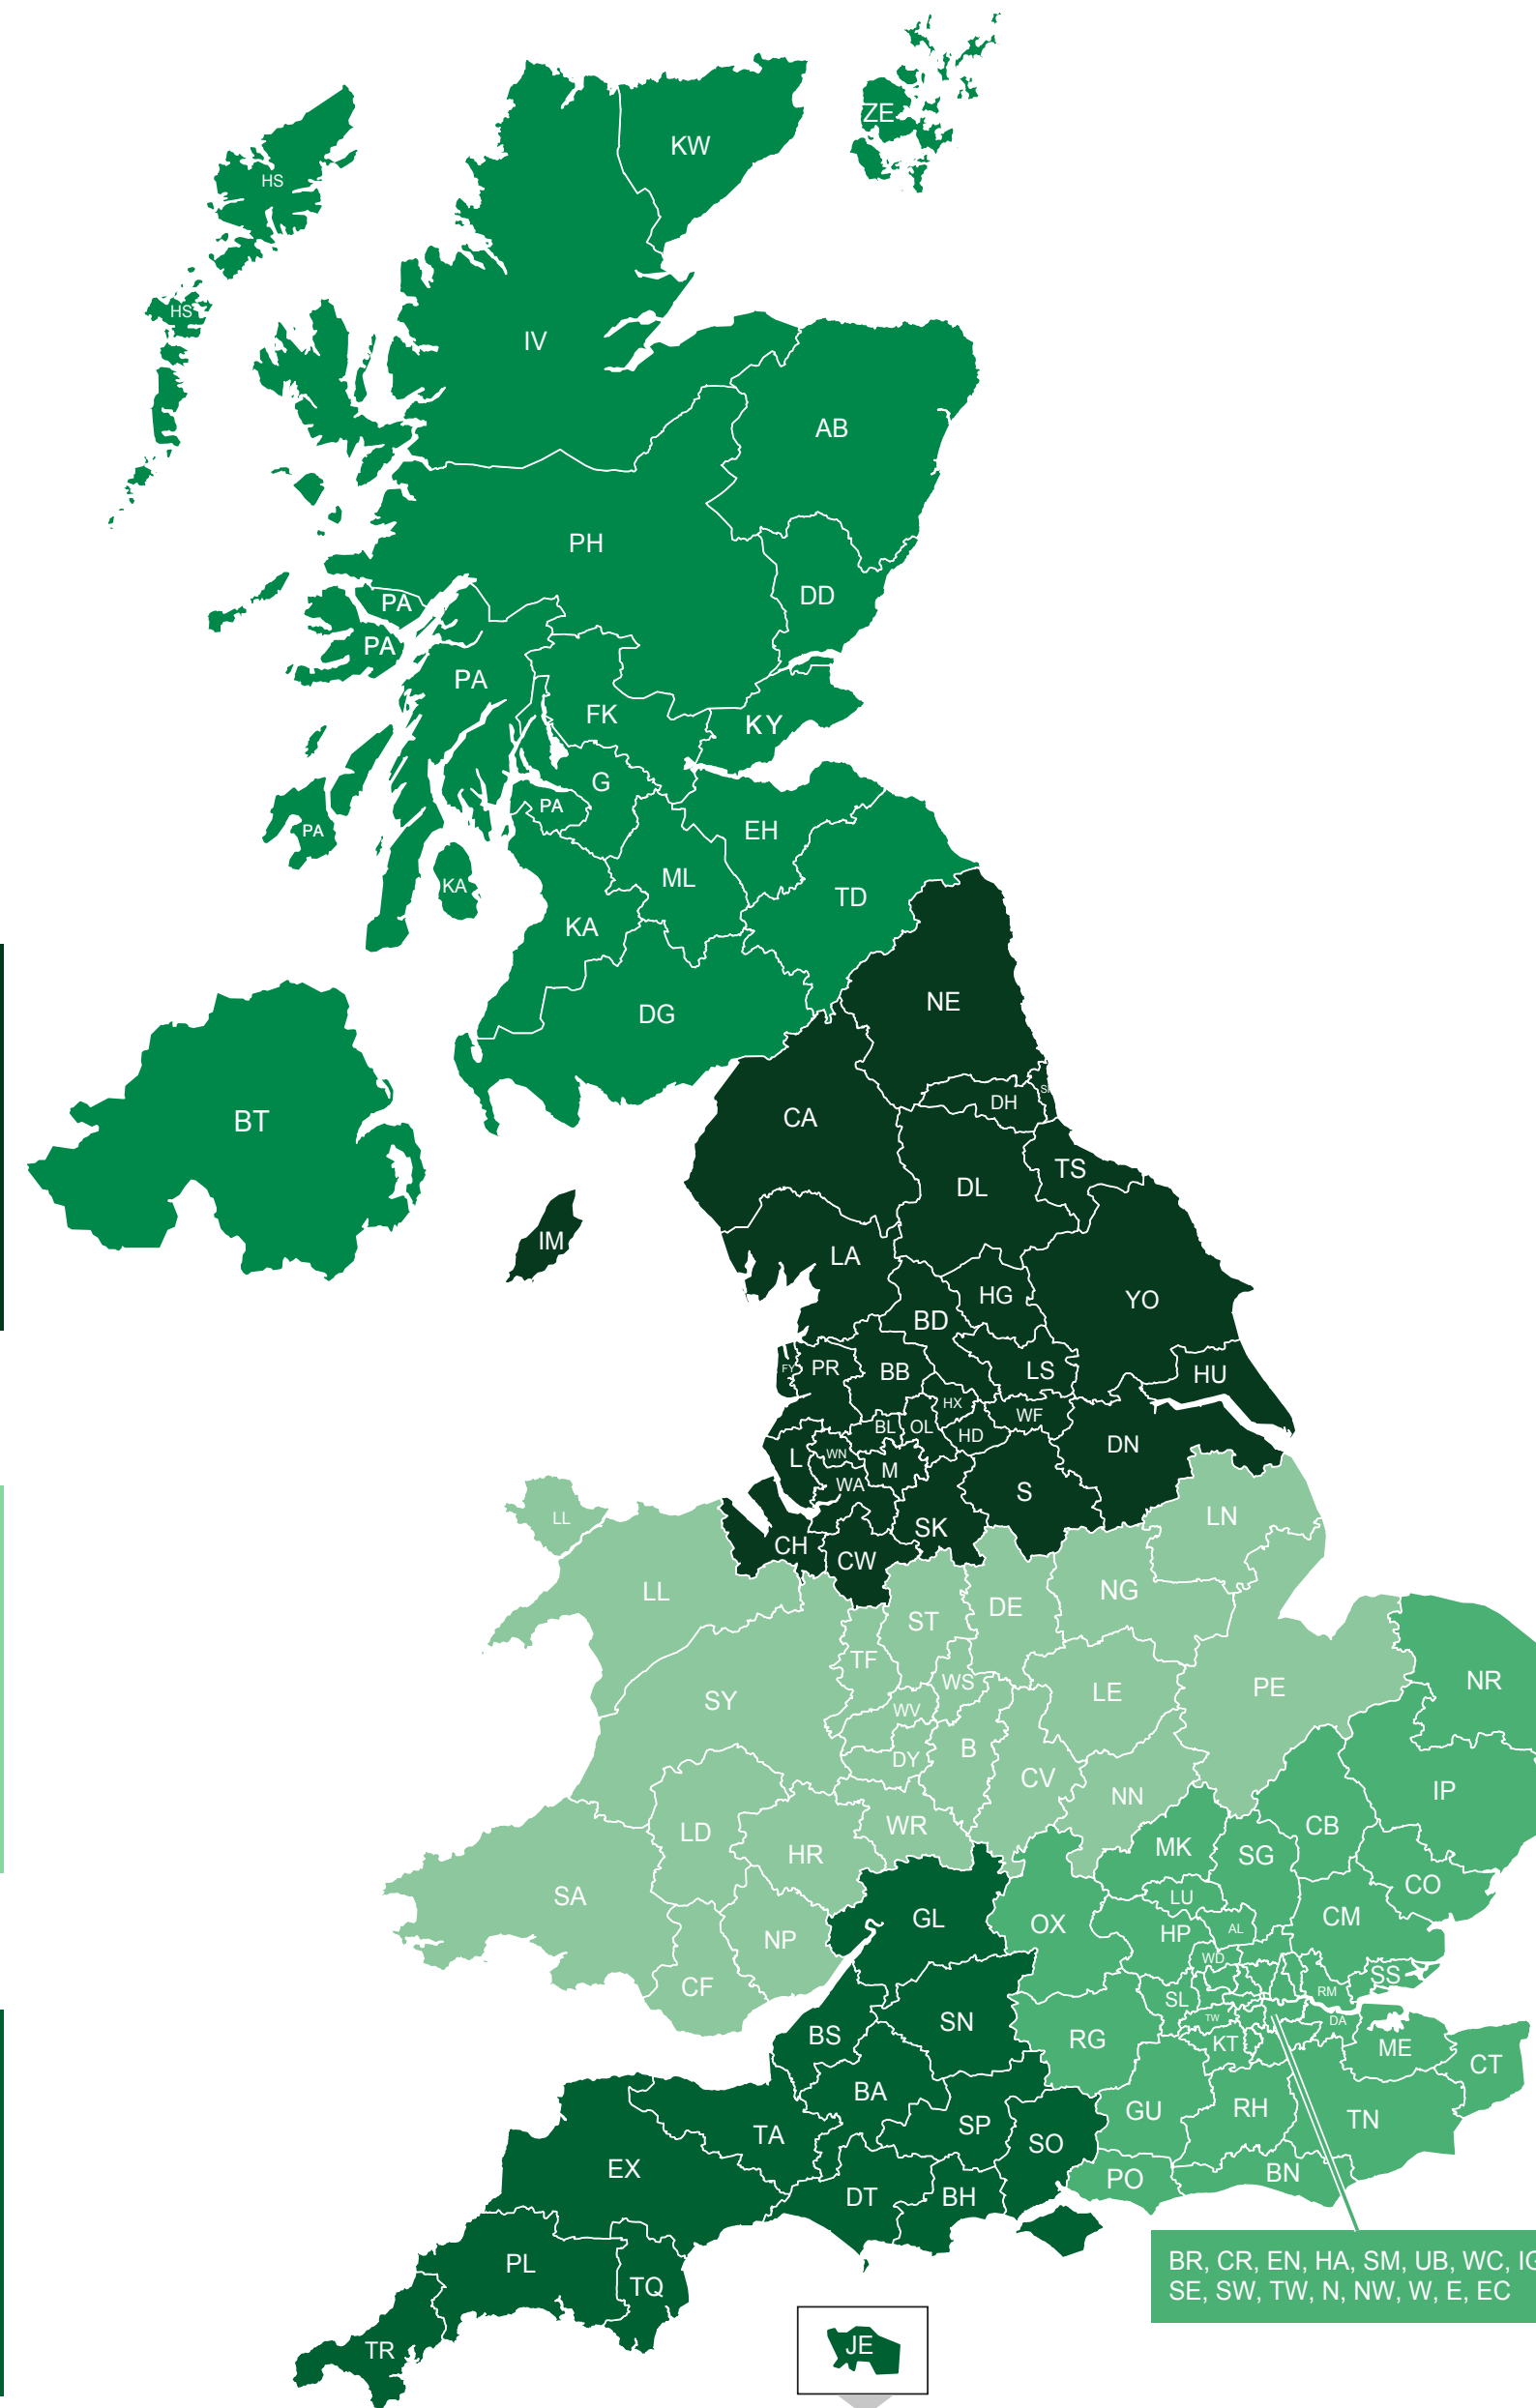 ZE
KW
HS
HS
IV
AB
PH
DD
PA
PA
PA
FK
KY
G
PA
PA
EH
ML
KA
TD
KA
NE
DG
DH
CA
BT
TS
DL
IM
LA
HG
YO
BD
FY
PR
BB
LS
HU
HX
WF
BL
OL
HD
DN
WN
L
M
WA
S
LL
LN
SK
CH
CW
LL
NG
DE
ST
TF
WS
NR
PE
LE
SY
WV
B
DY
CV
IP
NN
WR
CB
LD
MK
HR
SG
CO
SA
LU
CM
GL
OX
AL
HP
NP
WD
SS
CF
RM
SL
TW
DA
SN
BS
RG
KT
ME
CT
BA
RH
GU
TN
SP
TA
SO
EX
BN
PO
DT
BH
PL
BR, CR, EN, HA, SM, UB, WC,
TQ
SE, SW, TW, N, NW, W, E, EC
JE
TR